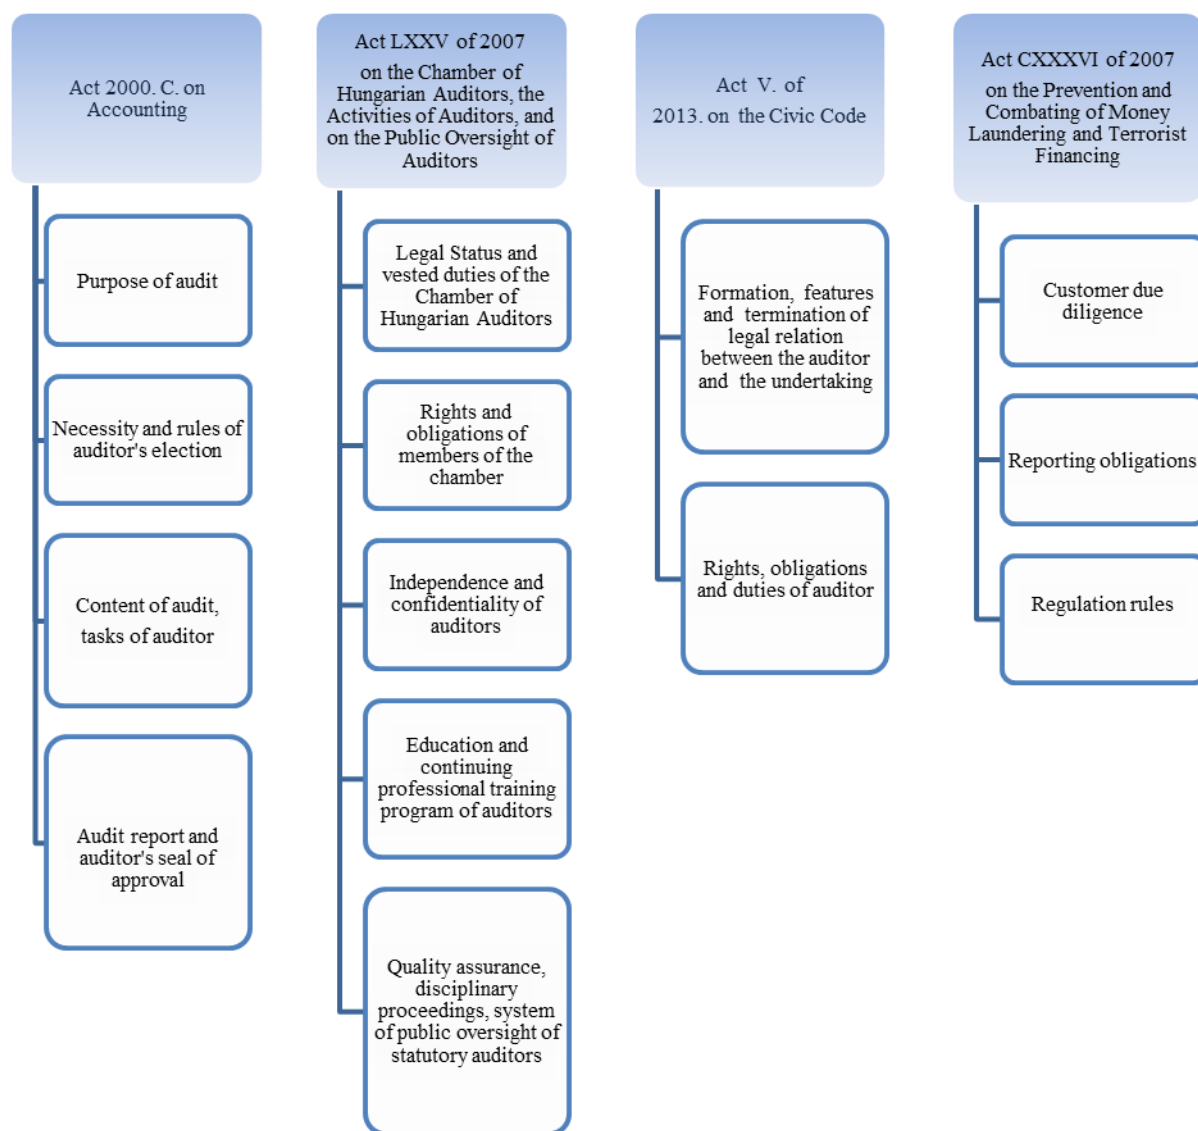 Act 2000. C. on
Accounting
Purpose of audit
Necessity and rules of
auditor's election
Content of audit,
tasks of auditor
Audit report and
auditor's seal of
approval
Act LXXV of 2007
on the Chamber of
Hungarian Auditors, the
Activities of Auditors, and
on the Public Oversight of
Auditors
Legal Status and
vested duties of the
Chamber of
Hungarian Auditors
Rights and
obligations of
members of the
chamber
Independence and
confidentiality of
auditors
Education and
continuing
professional training
program of auditors
Quality assurance,
disciplinary
proceedings, system
of public oversight of
statutory auditors
Act V. of
2013. on the Civic Code
Formation, features
and termination of
legal relation
between the auditor
and the undertaking
Rights, obligations
and duties of auditor
Act CXXXVI of 2007
on the Prevention and
Combating of Money
Laundering and Terrorist
Financing
Customer due
diligence
Reporting obligations
Regulation rules